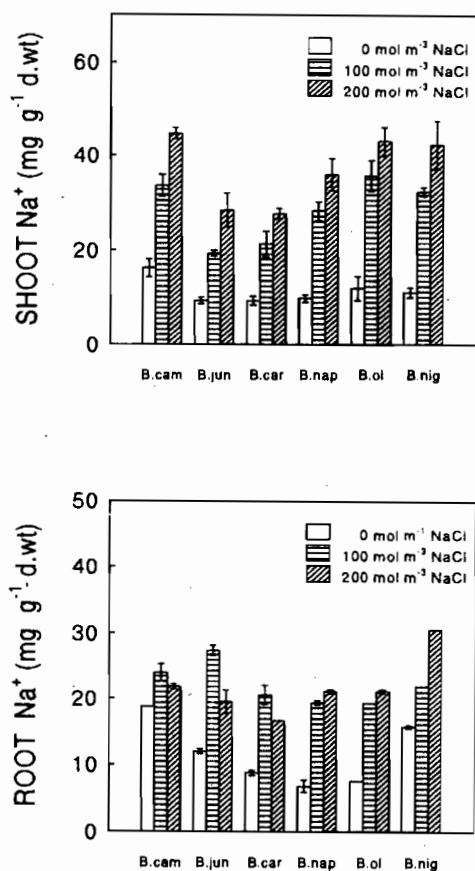 SHOOT Na+ (mg g-1 d.wt)
60
40
20
0
0 mol m-3 NaCl
100 mol m-3 NaCl
200 mol m-3 NaCl
B.cam B.jun B.car B.nap B.ol B.nig
ROOT Na+ (mg g-1 d.wt)
50
40
30
20
10
0
0 mol m-1 NaCl
100 mol m-3 NaCl
200 mol m-3 NaCl
B.cam B.jun B.car B.nap B.ol B.nig